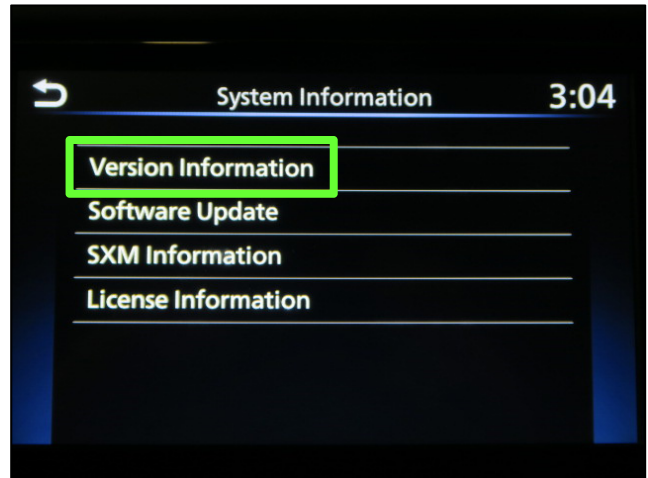 System Information 3:04
Version Information
Software Update
SXM Information
License Information